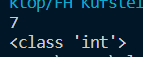 ktop/FH Kufstei
7
<class 'int'>